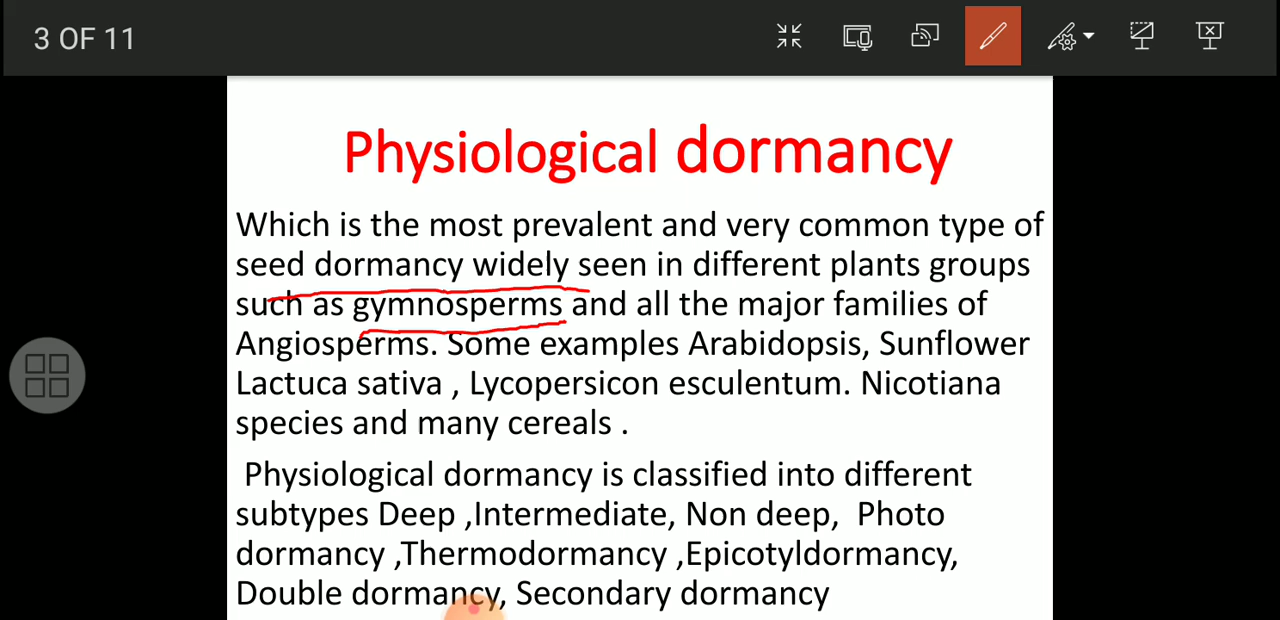 3 OF 11
Physiological dormancy
Which is the most prevalent and very common type of
seed dormancy widely seen in different plants groups
such as gymnosperms and all the major families of
Angiosperms. Some examples Arabidopsis, Sunflower
Lactuca sativa , Lycopersicon esculentum. Nicotiana
species and many cereals .
Physiological dormancy is classified into different
subtypes Deep ,Intermediate, Non deep, Photo
dormancy ,Thermodormancy ,Epicotyldormancy,
Double dormancy, Secondary dormancy